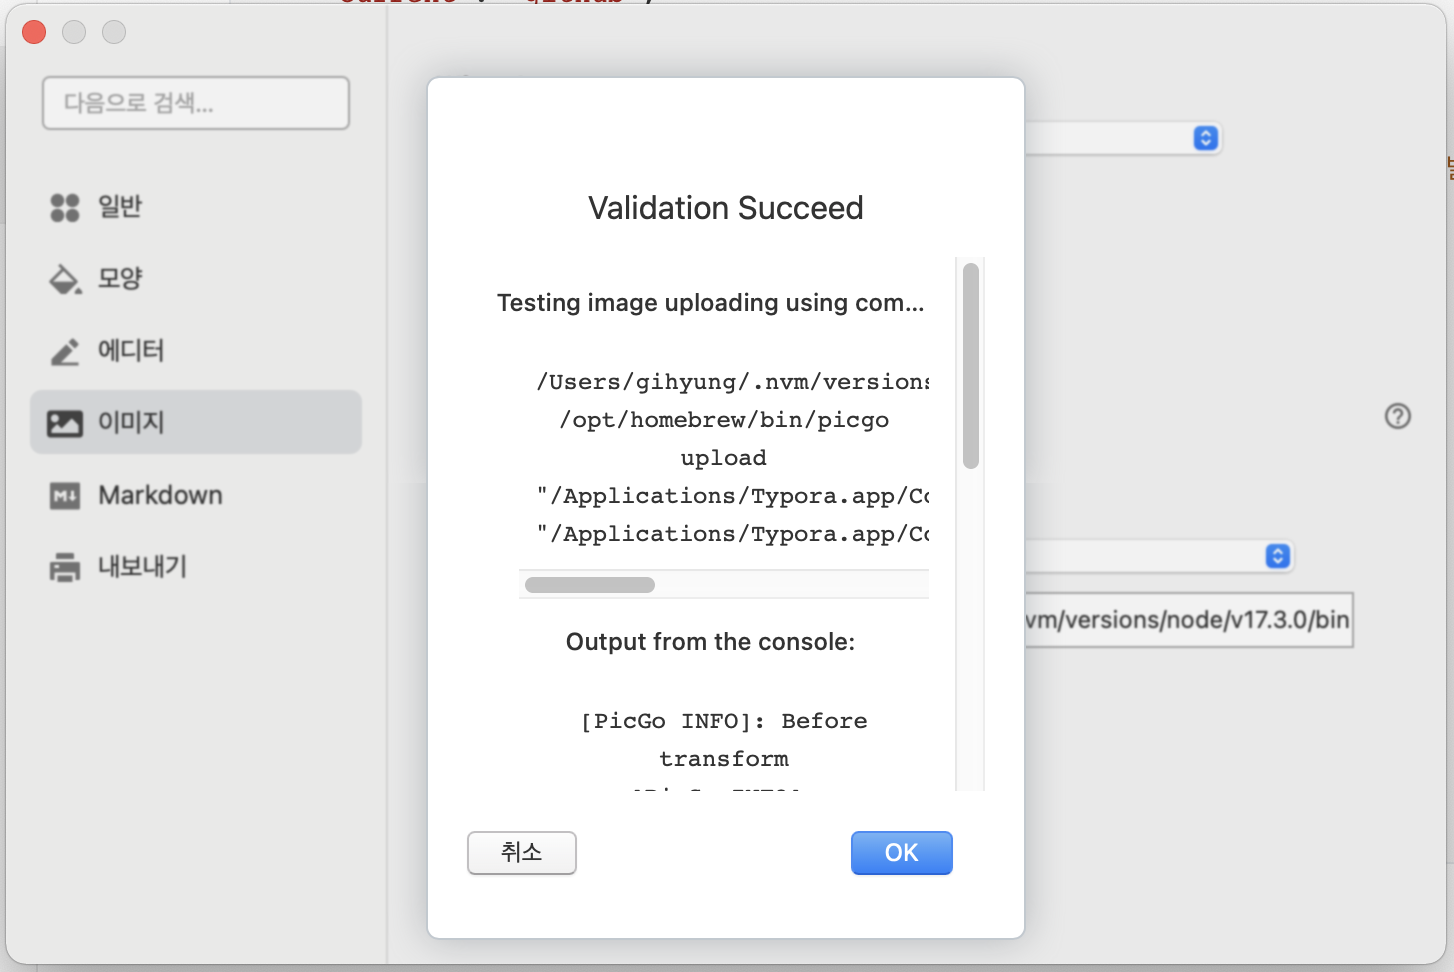 다음으로 검색...
일반
모양
에디터
이미지
Markdown
내보내기
Validation Succeed
Testing image uploading using com...
/Users/gihyung/.nvm/versions
/opt/homebrew/bin/picgo
upload
"/Applications/Typora.app/Co
"/Applications/Typora.app/Co
Output from the console:
[PicGo INFO]: Before
transform
vm/versions/node/v17.3.0/bin
취소
OK